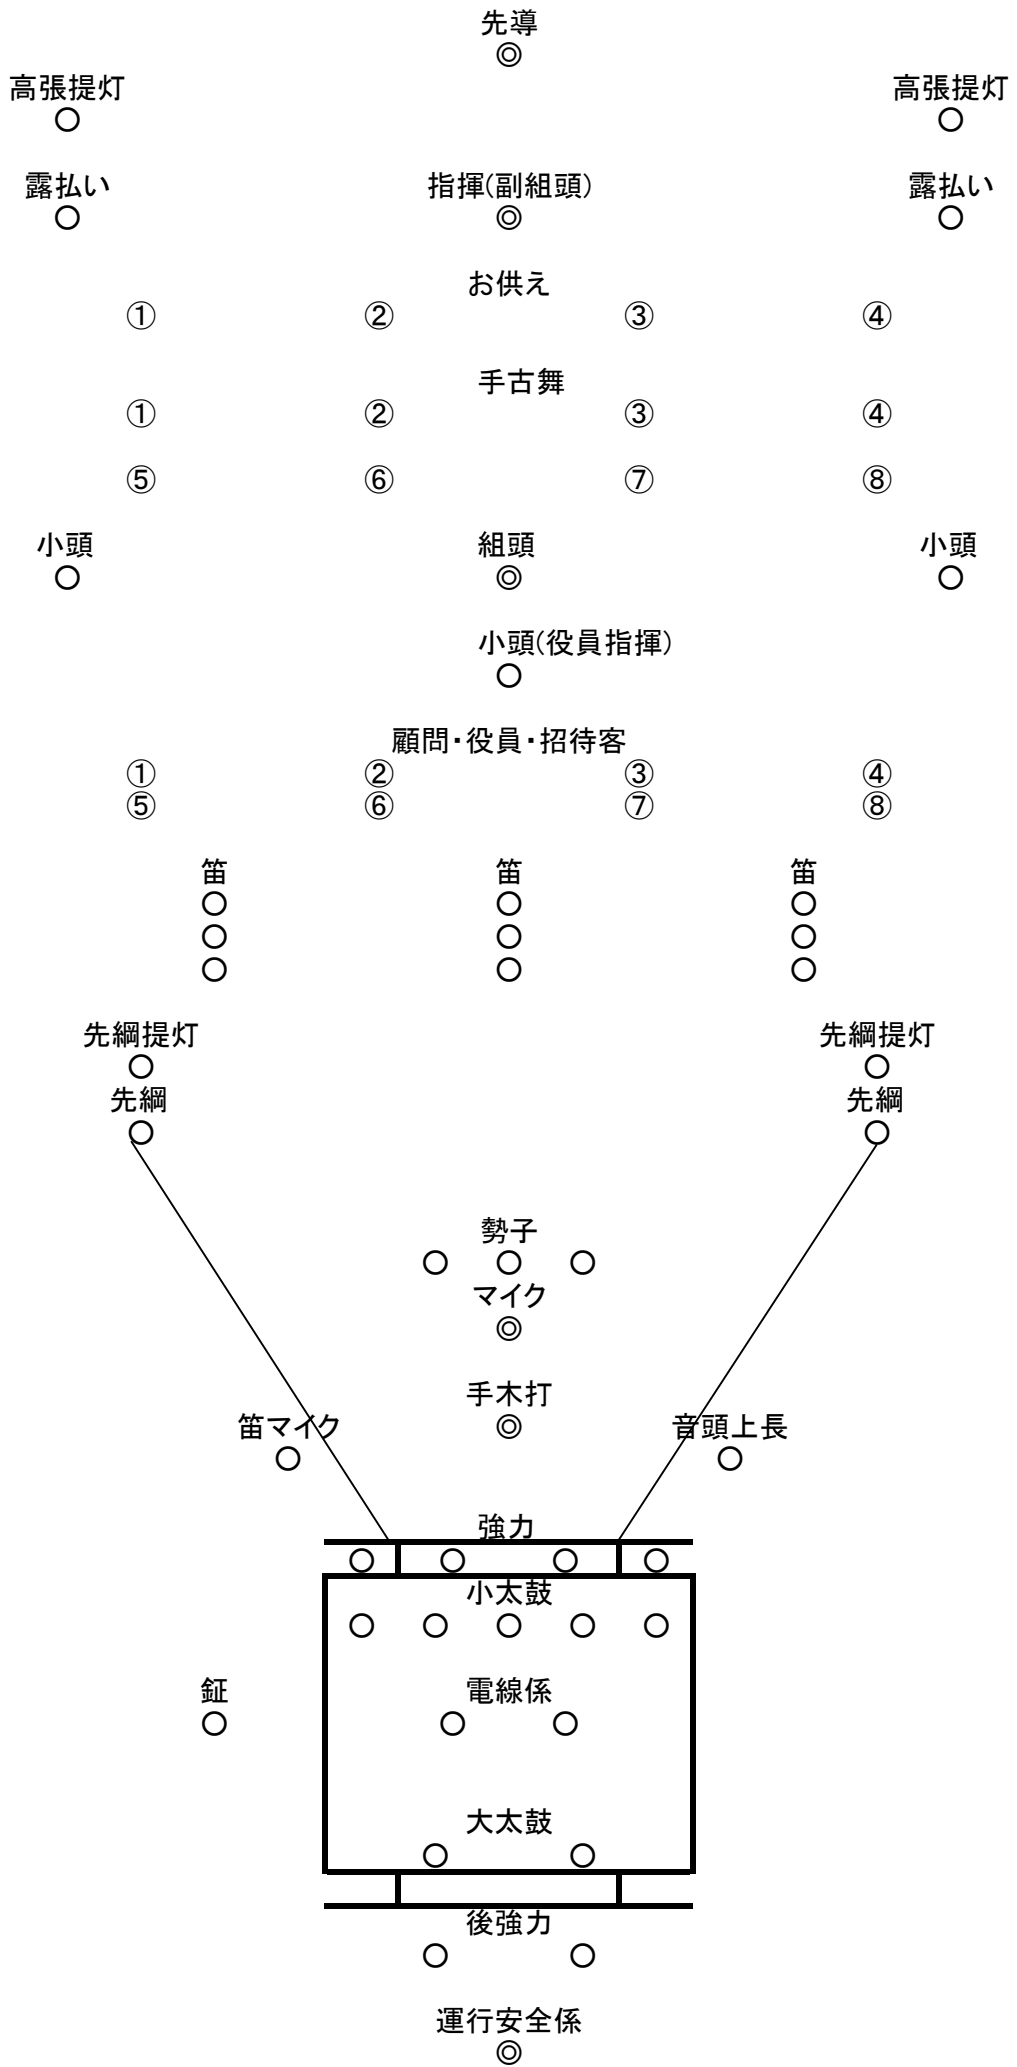 先導
◎
高張提灯 高張提灯
○ ○
露払い 指揮(副組頭) 露払い
○ ◎ ○
お供え
① ② ③ ④
手古舞
① ② ③ ④
⑤ ⑥ ⑦ ⑧
小頭 組頭 小頭
○ ◎ ○
小頭(役員指揮)
○
顧問・役員・招待客
① ② ③ ④
⑤ ⑥ ⑦ ⑧
笛 笛 笛
○ ○ ○
○ ○ ○
○ ○ ○
先綱提灯 先綱提灯
○ ○
先綱 先綱
○ ○
勢子
○ ○ ○
マイク
◎
手木打
笛マイク ◎ 音頭上長
○ ○
強力
○ ○ ○ ○
小太鼓
○ ○ ○ ○ ○
鉦 電線係
○ ○ ○
大太鼓
○ ○
後強力
○ ○
運行安全係
◎